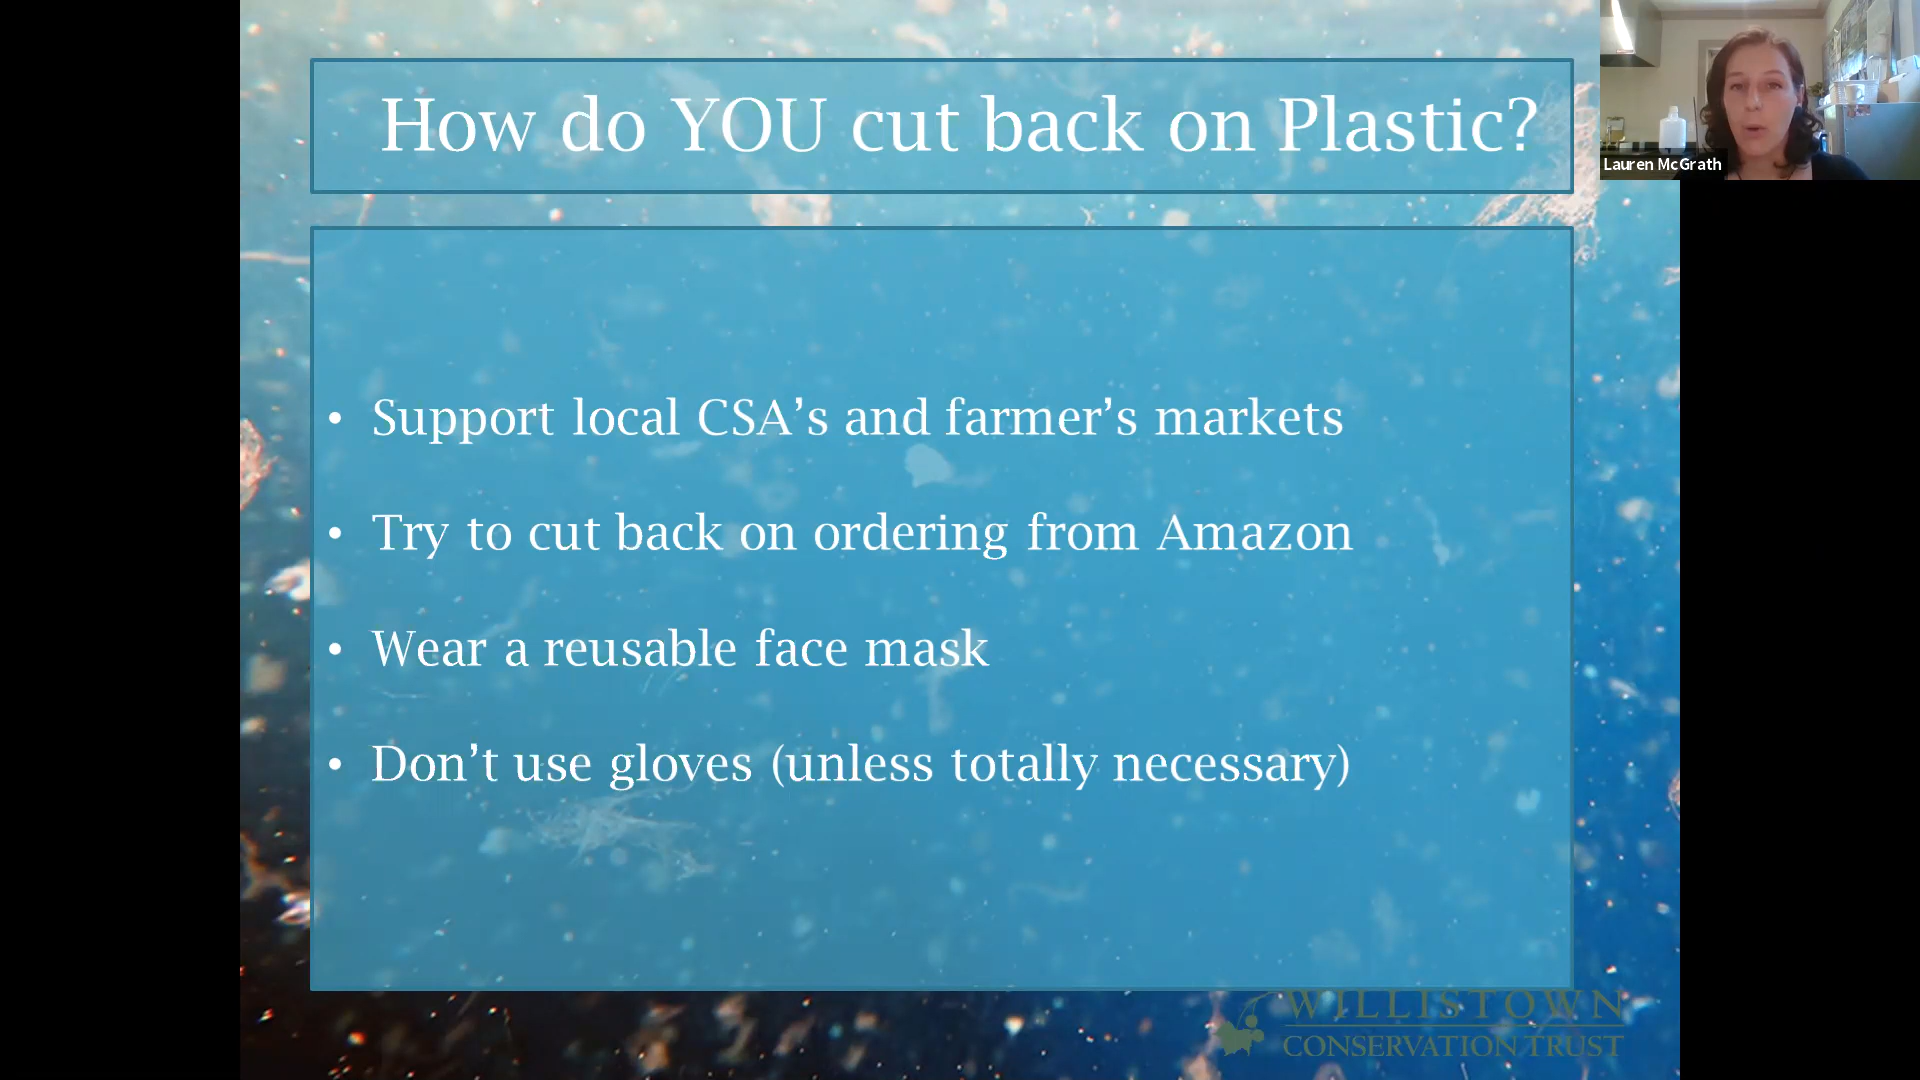 How do YOU cut back on Plastic?
Lauren McGrath
• Support local CSA’s and farmer’s markets
• Try to cut back on ordering from Amazon
• Wear a reusable face mask
• Don’t use gloves (unless totally necessary)
WILLISTOWN
CONSERVATION TRUST